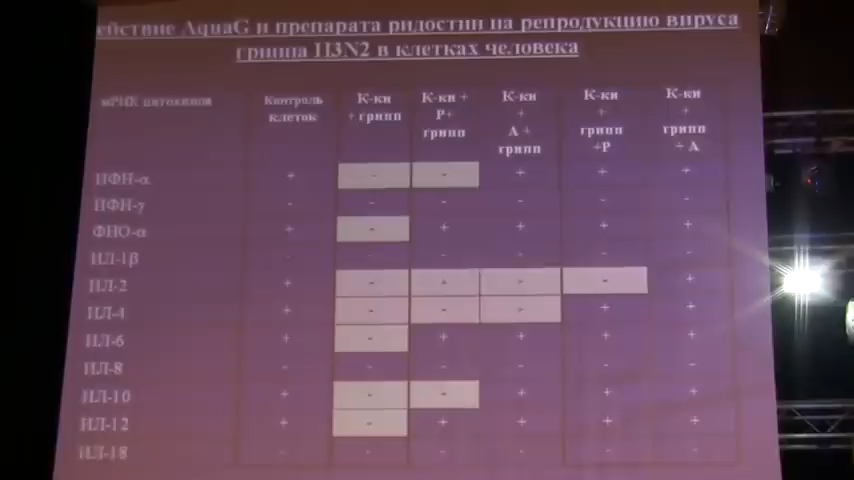 ействие AquaG и препарата ридостин на репродукцию вируса
гриппа H3N2 в клетках человека
мРНК цитокинов Контроль клеток К-ки + грипп К-ки + Р+ грипп К-ки + А + грипп К-ки + грипп +Р К-ки + грипп + А
ИФН-α + - - + + +
ИФН-γ - - - - - -
ФНО-α + - + + + +
ИЛ-1β - - - - - -
ИЛ-2 + - - - +
ИЛ-4 + - - - + +
ИЛ-6 + - + + + +
ИЛ-8 - - - - - -
ИЛ-10 + - - + + +
ИЛ-12 + - + + + +
ИЛ-18 - - - - - -